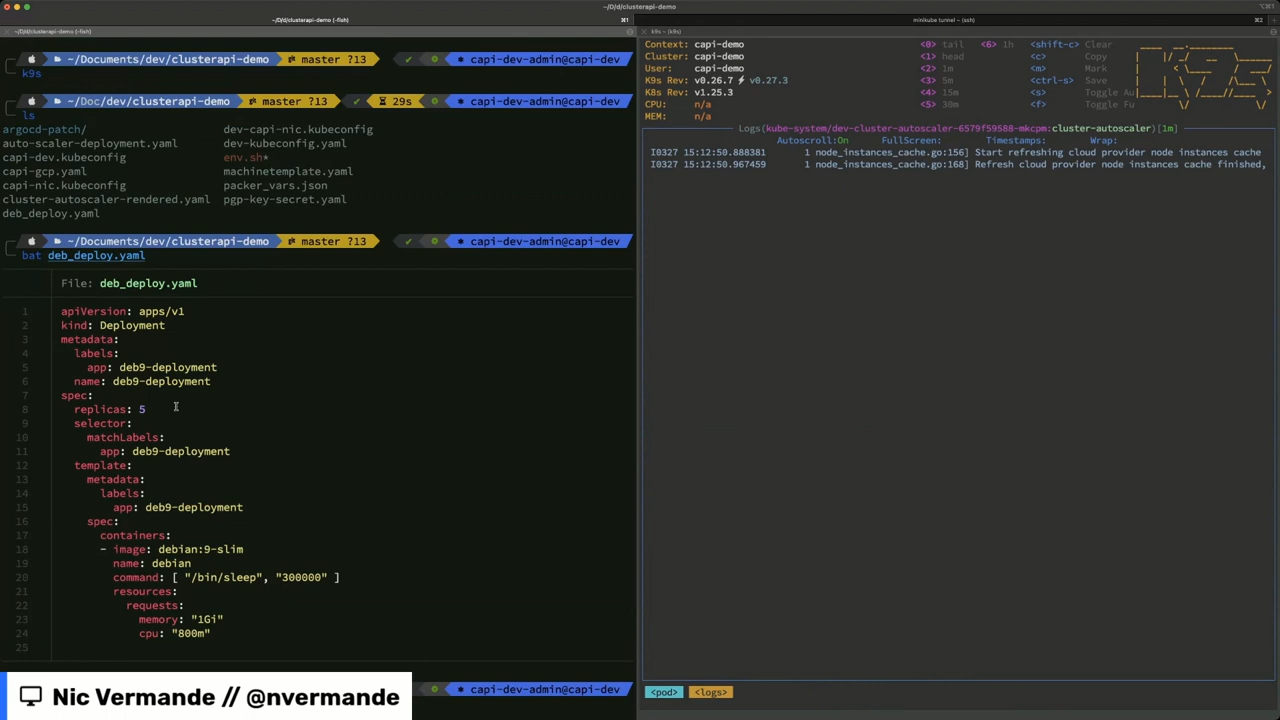 ~/D/d/clusterapi-demo
~/D/d/clusterapi-demo (-fish)
minikube tunnel ~ (ssh)
~/D/d/clusterapi-demo (-fish)
~/Documents/dev/clusterapi-demo master ?13 ✔ capi-dev-admin@capi-dev
k9s
~/Doc/dev/clusterapi-demo master ?13 ✔ 29s capi-dev-admin@capi-dev
ls
argocd-patch/ dev-capi-nic.kubeconfig
auto-scaler-deployment.yaml dev-kubeconfig.yaml
capi-dev.kubeconfig env.sh*
capi-gcp.yaml machinetemplate.yaml
capi-nic.kubeconfig packer_vars.json
cluster-autoscaler-rendered.yaml pgp-key-secret.yaml
deb_deploy.yaml
~/Documents/dev/clusterapi-demo master ?13 ✔ capi-dev-admin@capi-dev
bat deb_deploy.yaml
File: deb_deploy.yaml
1 apiVersion: apps/v1
2 kind: Deployment
3 metadata:
4 labels:
5 app: deb9-deployment
6 name: deb9-deployment
7 spec:
8 replicas: 5
9 selector:
10 matchLabels:
11 app: deb9-deployment
12 template:
13 metadata:
14 labels:
15 app: deb9-deployment
16 spec:
17 containers:
18 - image: debian:9-slim
19 name: debian
20 command: [ "/bin/sleep", "300000" ]
21 resources:
22 requests:
23 memory: "1Gi"
24 cpu: "800m"
25
capi-dev-admin@capi-dev
Nic Vermande // @nvermande
k9s ~ (k9s)
Context: capi-demo <0> tail <6> 1h <shift-c> Clear
Cluster: capi-demo <1> head <c> Copy
User: capi-demo <2> 1m <m> Mark
K9s Rev: v0.26.7 ⚡ v0.27.3 <3> 5m <ctrl-s> Save
K8s Rev: v1.25.3 <4> 15m <s> Toggle Au
CPU: n/a <5> 30m <f> Toggle Fu
MEM: n/a
Logs(kube-system/dev-cluster-autoscaler-6579f59588-mkcpm:cluster-autoscaler)[1m]
Autoscroll:On FullScreen: Timestamps: Wrap:
I0327 15:12:50.888381 1 node_instances_cache.go:156] Start refreshing cloud provider node instances cache
I0327 15:12:50.967459 1 node_instances_cache.go:168] Refresh cloud provider node instances cache finished,
<pod> <logs>